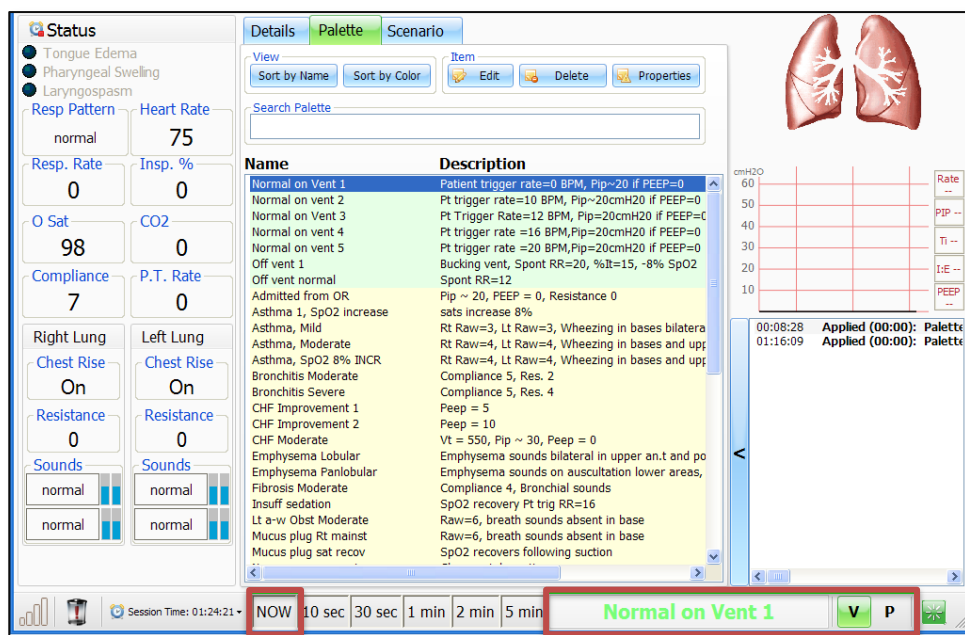 Status
Tongue Edema
Pharyngeal Swelling
Laryngospasm
Resp Pattern Heart Rate
normal 75
Resp. Rate Insp. %
0 0
O Sat CO2
98 0
Compliance P.T. Rate
7 0
Right Lung Left Lung
Chest Rise Chest Rise
On On
Resistance Resistance
0 0
Sounds Sounds
normal normal
normal normal
Details Palette Scenario
View Item
Sort by Name Sort by Color Edit Delete Properties
Search Palette
Name Description
Normal on Vent 1 Patient trigger rate=0 BPM, Pip~20 if PEEP=0
Normal on vent 2 Pt trigger rate=10 BPM, Pip~20cmH20 if PEEP=0
Normal on Vent 3 Pt Trigger Rate=12 BPM, Pip=20cmH20 if PEEP=0
Normal on vent 4 Pt trigger rate =16 BPM,Pip=20cmH20 if PEEP=0
Normal on vent 5 Pt trigger rate =20 BPM,Pip=20cmH20 if PEEP=0
Off vent 1 Bucking vent, Spont RR=20, %It=15, -8% SpO2
Off vent normal Spont RR=12
Admitted from OR Pip ~ 20, PEEP = 0, Resistance 0
Asthma 1, SpO2 increase sats increase 8%
Asthma, Mild Rt Raw=3, Lt Raw=3, Wheezing in bases bilatera
Asthma, Moderate Rt Raw=4, Lt Raw=4, Wheezing in bases and upp
Asthma, SpO2 8% INCR Rt Raw=4, Lt Raw=4, Wheezing in bases and upp
Bronchitis Moderate Compliance 5, Res. 2
Bronchitis Severe Compliance 5, Res. 4
CHF Improvement 1 Peep = 5
CHF Improvement 2 Peep = 10
CHF Moderate Vt = 550, Pip ~ 30, Peep = 0
Emphysema Lobular Emphysema sounds bilateral in upper an.t and po
Emphysema Panlobular Emphysema sounds on auscultation lower areas,
Fibrosis Moderate Compliance 4, Bronchial sounds
Insuff sedation SpO2 recovery Pt trig RR=16
Lt a-w Obst Moderate Raw=6, breath sounds absent in base
Mucus plug Rt mainst Raw=6, breath sounds absent in base
Mucus plug sat recov SpO2 recovers following suction
cmH2O
60
50
40
30
20
10
Rate
--
PIP --
Ti --
I:E --
PEEP
--
00:08:28 Applied (00:00): Palette
01:16:09 Applied (00:00): Palette
<
Session Time: 01:24:21
NOW 10 sec 30 sec 1 min 2 min 5 min Normal on Vent 1 V P